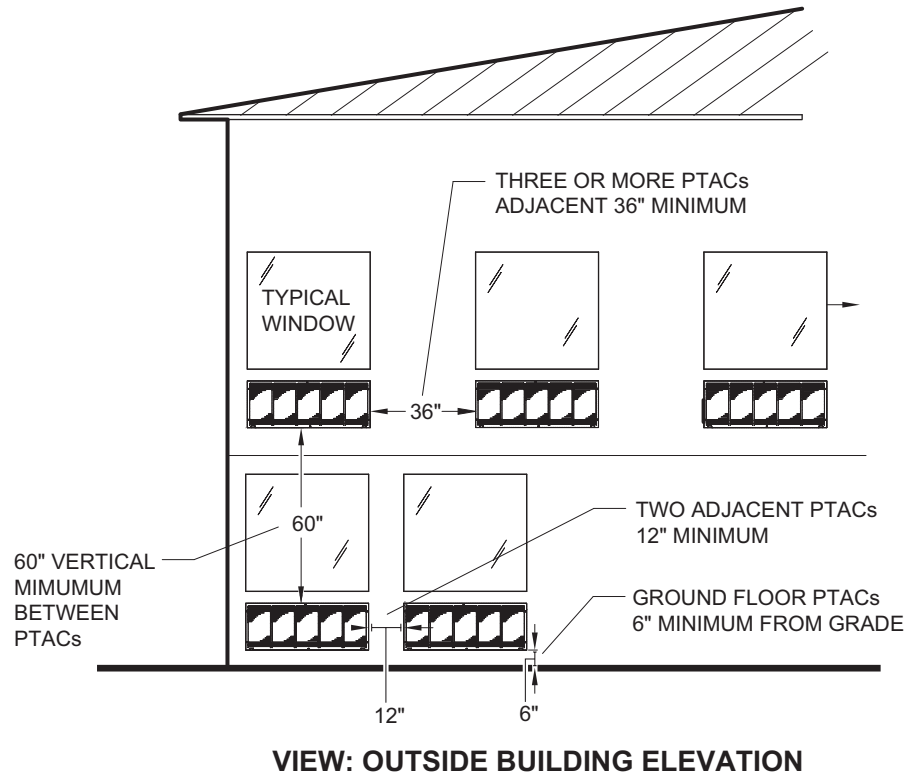 THREE OR MORE PTACs
ADJACENT 36" MINIMUM
TYPICAL
WINDOW
36"
60"
TWO ADJACENT PTACs
12" MINIMUM
60" VERTICAL
MIMUMUM
BETWEEN
PTACs
GROUND FLOOR PTACs
6" MINIMUM FROM GRADE
12"
6"
VIEW: OUTSIDE BUILDING ELEVATION